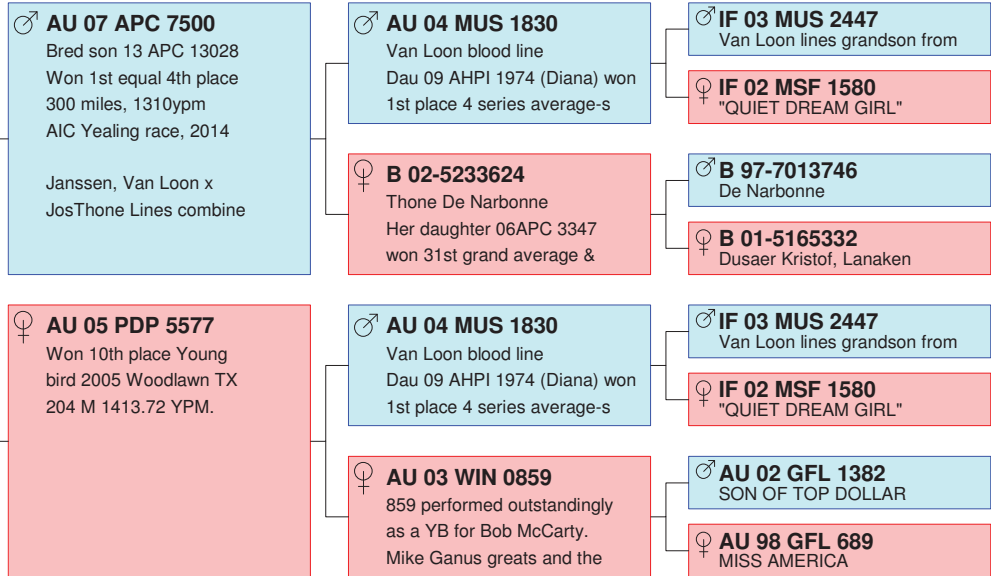 AU 07 APC 7500
Bred son 13 APC 13028
Won 1st equal 4th place
300 miles, 1310ypm
AIC Yealing race, 2014
Janssen, Van Loon x
JosThone Lines combine
AU 05 PDP 5577
Won 10th place Young
bird 2005 Woodlawn TX
204 M 1413.72 YPM.
AU 04 MUS 1830
Van Loon blood line
Dau 09 AHPI 1974 (Diana) won
1st place 4 series average-s
B 02-5233624
Thone De Narbonne
Her daughter 06APC 3347
won 31st grand average &
AU 04 MUS 1830
Van Loon blood line
Dau 09 AHPI 1974 (Diana) won
1st place 4 series average-s
AU 03 WIN 0859
859 performed outstandingly
as a YB for Bob McCarty.
Mike Ganus greats and the
IF 03 MUS 2447
Van Loon lines grandson from
IF 02 MSF 1580
"QUIET DREAM GIRL"
B 97-7013746
De Narbonne
B 01-5165332
Dusaer Kristof, Lanaken
IF 03 MUS 2447
Van Loon lines grandson from
IF 02 MSF 1580
"QUIET DREAM GIRL"
AU 02 GFL 1382
SON OF TOP DOLLAR
AU 98 GFL 689
MISS AMERICA